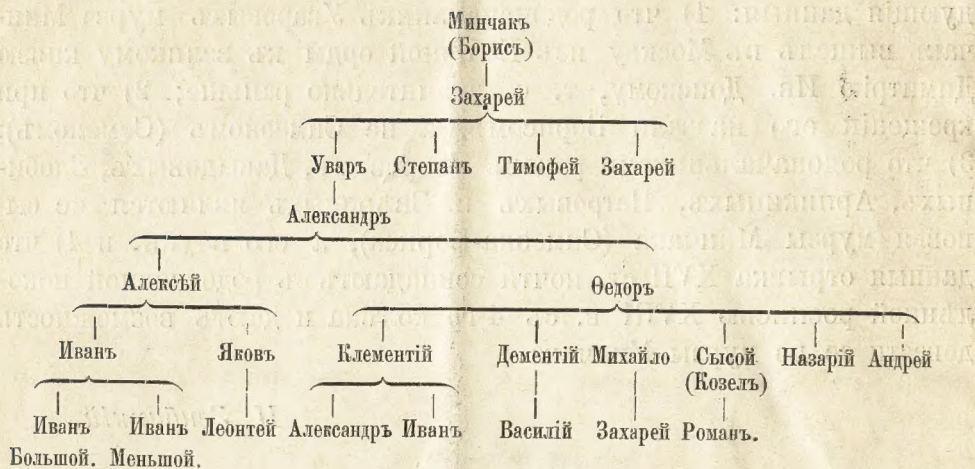 Минчакъ
(Борисъ)
Захарей
Уваръ Степанъ Тимофей Захарей
Александръ
Алексѣй Ѳедоръ
Иванъ Яковъ Клементій Дементій Михайло Сысой Назарій Андрей
(Козелъ)
Иванъ Иванъ Леонтей Александръ Иванъ Василій Захарей Романъ.
Большой. Меньшой.